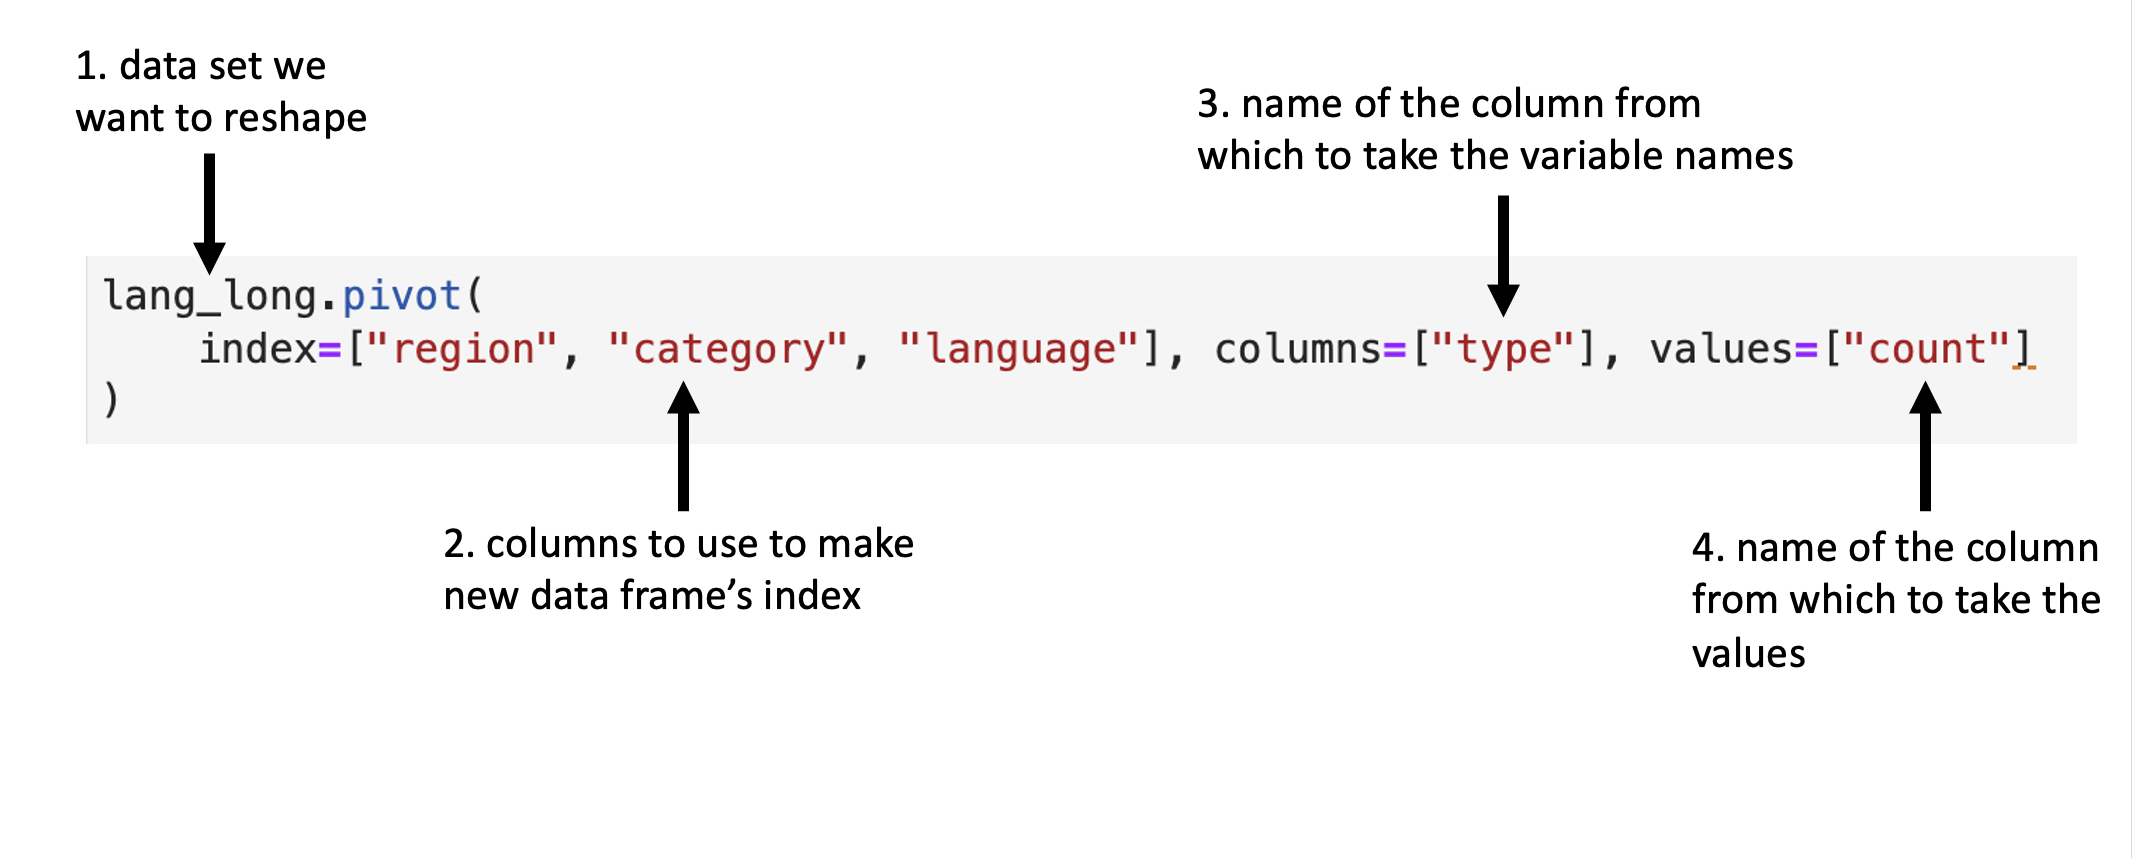 1. data set we
want to reshape
3. name of the column from
which to take the variable names
lang_long.pivot(
    index=["region", "category", "language"], columns=["type"], values=["count"]
)
2. columns to use to make
new data frame’s index
4. name of the column
from which to take the
values